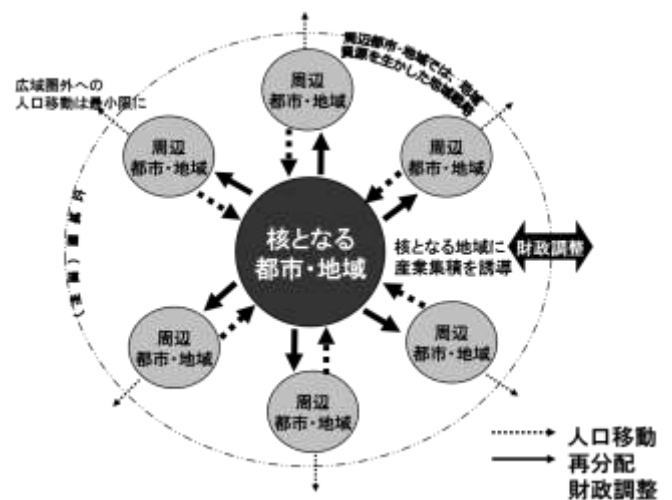 周辺都市・地域では、地域
資源を生かした地域戦略
広域圏外への
人口移動は最小限に
周辺
都市・地域
周辺
都市・地域
周辺
都市・地域
核となる
都市・地域
核となる地域に
産業集積を誘導
財政調整
周辺
都市・地域
周辺
都市・地域
周辺
都市・地域
人口移動
再分配
財政調整